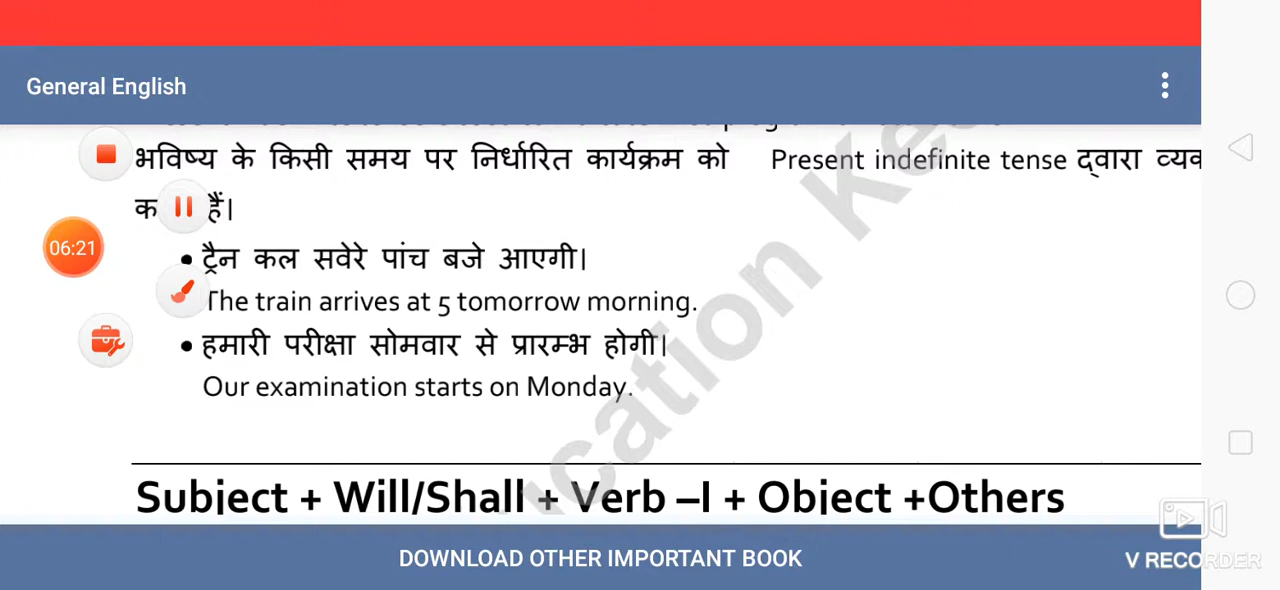 General English
भविष्य के किसी समय पर निर्धारित कार्यक्रम को Present indefinite tense द्वारा
हैं।
06:21
• ट्रैन कल सवेरे पांच बजे आएगी।
The train arrives at 5 tomorrow morning.
• हमारी परीक्षा सोमवार से प्रारम्भ होगी।
Our examination starts on Monday.
Subject + Will/Shall + Verb –I + Object +Others
DOWNLOAD OTHER IMPORTANT BOOK
V RECORDER